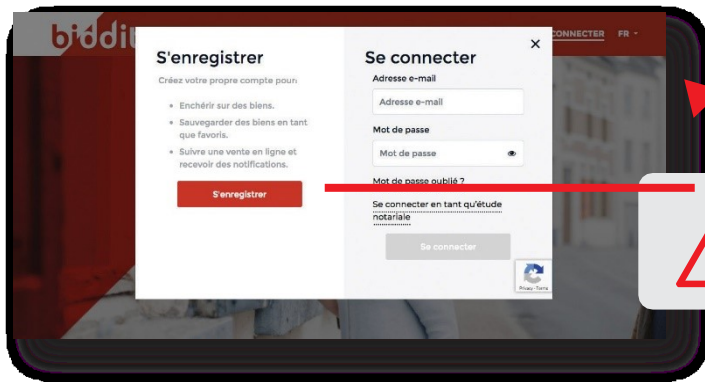 biddit
CONNECTER FR
S'enregistrer
Créez votre propre compte pour:
• Enchérir sur des biens.
• Sauvegarder des biens en tant
que favoris.
• Suivre une vente en ligne et
recevoir des notifications.
S'enregistrer
Se connecter
×
Adresse e-mail
Adresse e-mail
Mot de passe
Mot de passe
Mot de passe oublié ?
Se connecter en tant qu'étude
notariale
Se connecter
Privacy - Terms